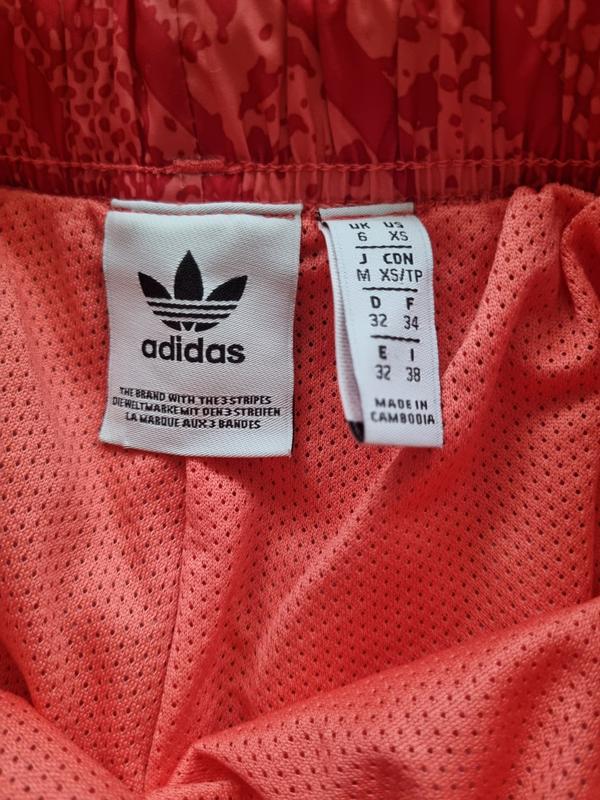 adidas
THE BRAND WITH THE 3 STRIPES
DIE WELTMARKE MIT DEN 3 STREIFEN
LA MARQUE AUX 3 BANDES
UK US
6 XS
J CDN
M XS/TP
D F
32 34
E I
32 38
MADE IN
CAMBODIA